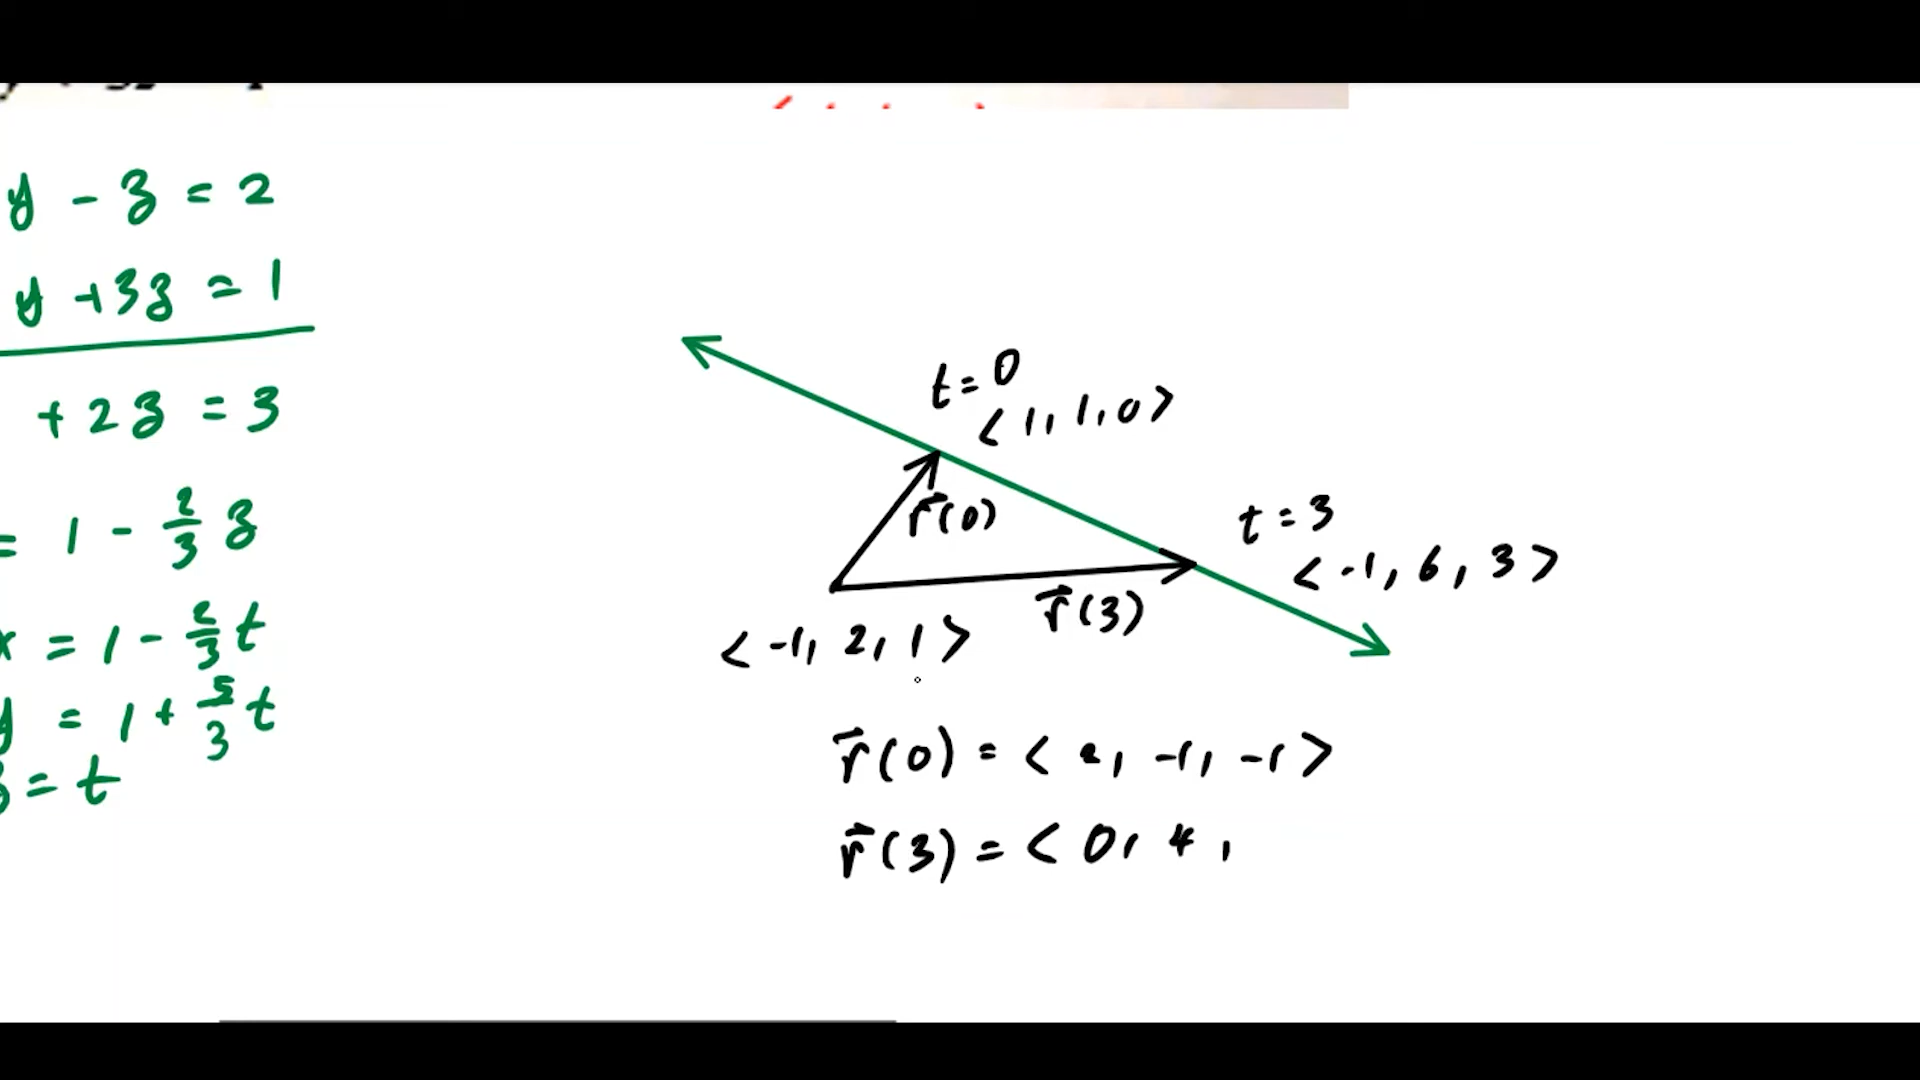 y - z = 2
y + 3z = 1
+ 2z = 3
= 1 - 2/3 z
x = 1 - 2/3 t
y = 1 + 5/3 t
z = t
t = 0
< 1, 1, 0 >
r⃗(0)
t = 3
< -1, 6, 3 >
r⃗(3)
< -1, 2, 1 >
r⃗(0) = < 2, -1, -1 >
r⃗(3) = < 0, 4,